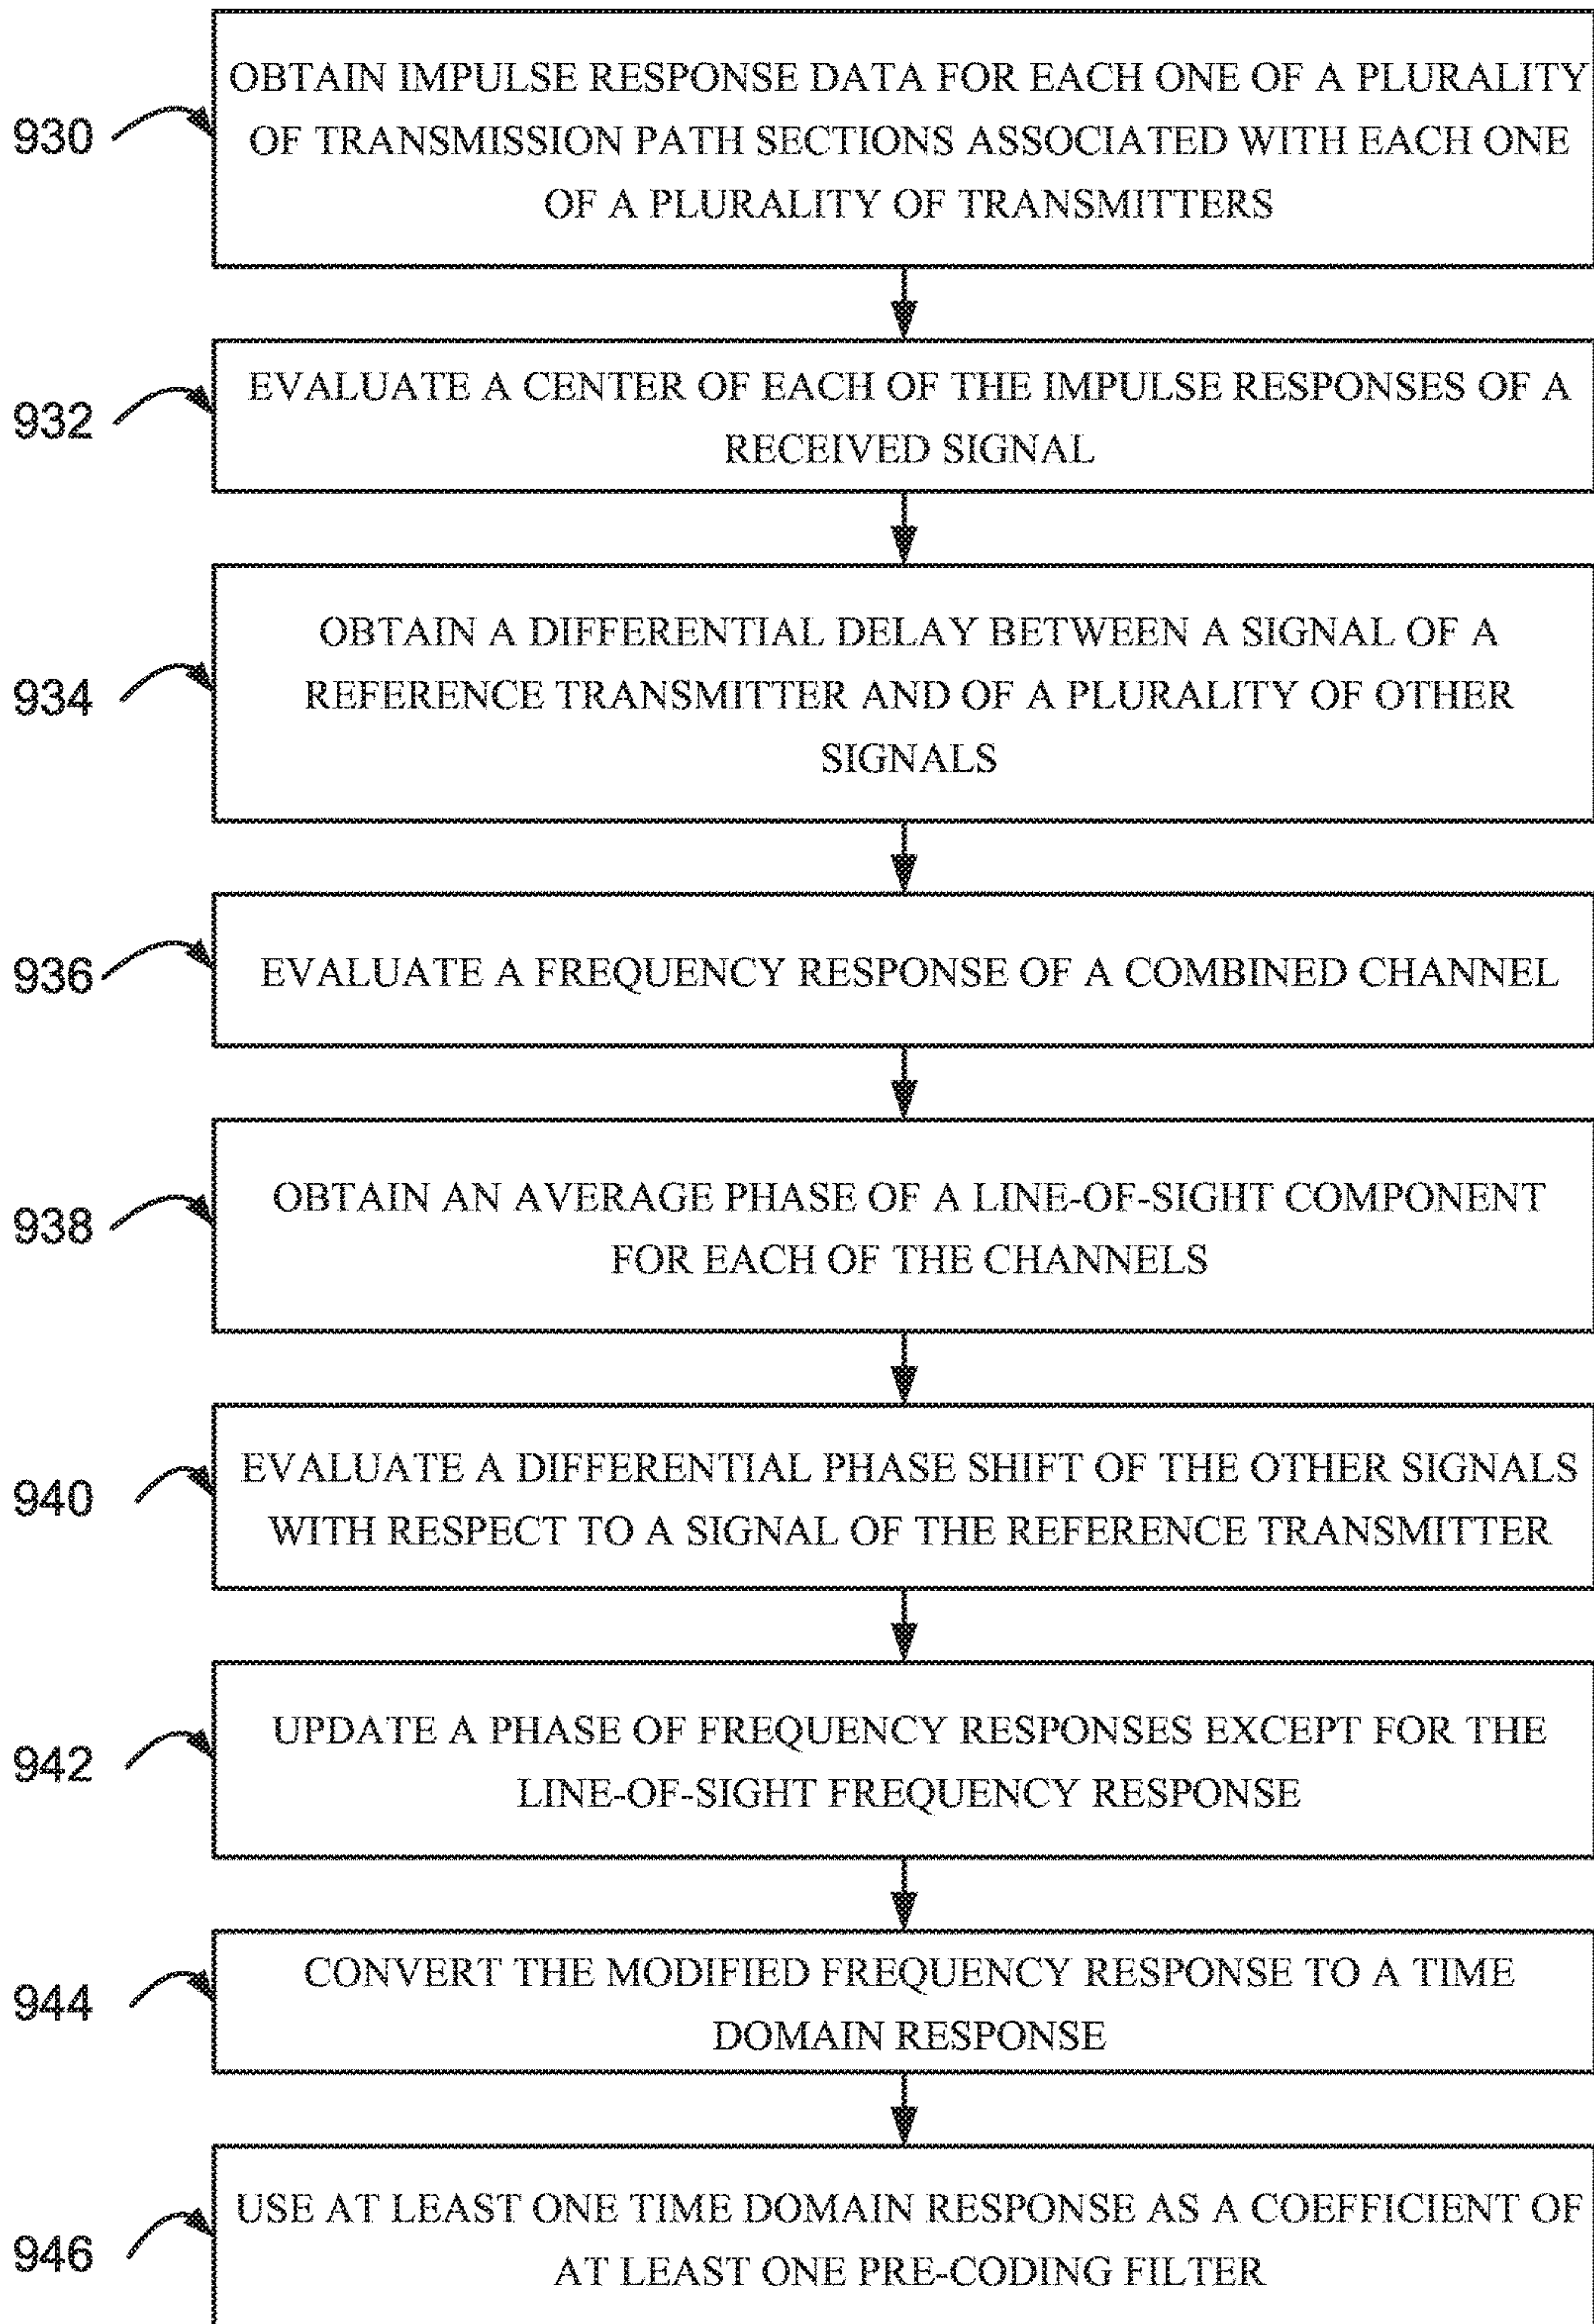 930
OBTAIN IMPULSE RESPONSE DATA FOR EACH ONE OF A PLURALITY
OF TRANSMISSION PATH SECTIONS ASSOCIATED WITH EACH ONE
OF A PLURALITY OF TRANSMITTERS
932
EVALUATE A CENTER OF EACH OF THE IMPULSE RESPONSES OF A
RECEIVED SIGNAL
934
OBTAIN A DIFFERENTIAL DELAY BETWEEN A SIGNAL OF A
REFERENCE TRANSMITTER AND OF A PLURALITY OF OTHER
SIGNALS
936
EVALUATE A FREQUENCY RESPONSE OF A COMBINED CHANNEL
938
OBTAIN AN AVERAGE PHASE OF A LINE-OF-SIGHT COMPONENT
FOR EACH OF THE CHANNELS
940
EVALUATE A DIFFERENTIAL PHASE SHIFT OF THE OTHER SIGNALS
WITH RESPECT TO A SIGNAL OF THE REFERENCE TRANSMITTER
942
UPDATE A PHASE OF FREQUENCY RESPONSES EXCEPT FOR THE
LINE-OF-SIGHT FREQUENCY RESPONSE
944
CONVERT THE MODIFIED FREQUENCY RESPONSE TO A TIME
DOMAIN RESPONSE
946
USE AT LEAST ONE TIME DOMAIN RESPONSE AS A COEFFICIENT OF
AT LEAST ONE PRE-CODING FILTER